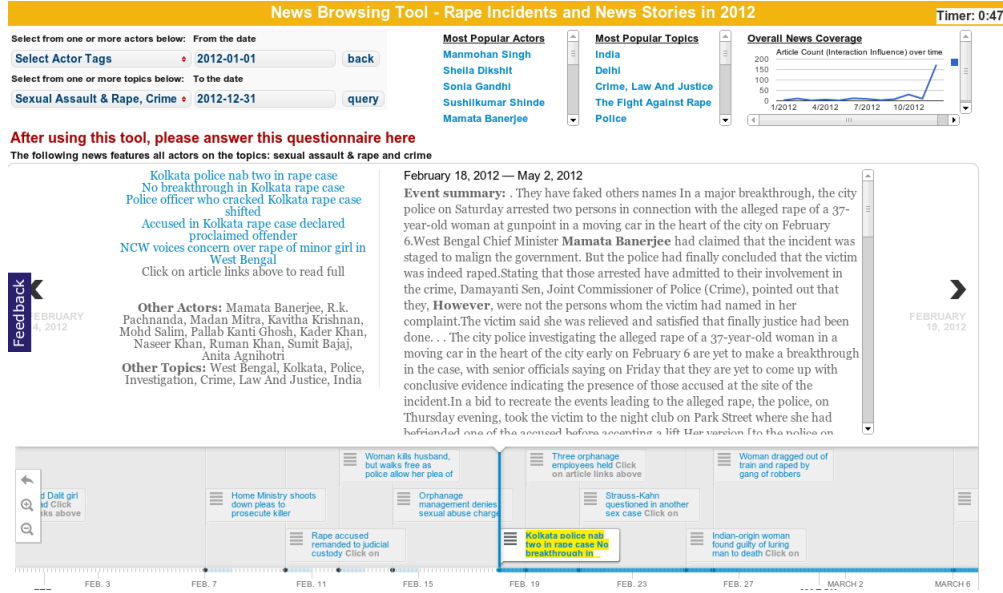 News Browsing Tool - Rape Incidents and News Stories in 2012
Timer: 0:47
Select from one or more actors below: From the date
Select Actor Tags 2012-01-01 back
Select from one or more topics below: To the date
Sexual Assault & Rape, Crime 2012-12-31 query
Most Popular Actors
Manmohan Singh
Sheila Dikshit
Sonia Gandhi
Sushilkumar Shinde
Mamata Banerjee
Most Popular Topics
India
Delhi
Crime, Law And Justice
The Fight Against Rape
Police
Overall News Coverage
Article Count (Interaction Influence) over time
200
150
100
50
0
1/2012 4/2012 7/2012 10/2012
After using this tool, please answer this questionnaire here
The following news features all actors on the topics: sexual assault & rape and crime
Kolkata police nab two in rape case
No breakthrough in Kolkata rape case
Police officer who cracked Kolkata rape case
shifted
Accused in Kolkata rape case declared
proclaimed offender
NCW voices concern over rape of minor girl in
West Bengal
Click on article links above to read full
Other Actors: Mamata Banerjee, R.k.
Pachnanda, Madan Mitra, Kavitha Krishnan,
Mohd Salim, Pallab Kanti Ghosh, Kader Khan,
Naseer Khan, Ruman Khan, Sumit Bajaj,
Anita Agnihotri
Other Topics: West Bengal, Kolkata, Police,
Investigation, Crime, Law And Justice, India
February 18, 2012 — May 2, 2012
Event summary: . They have faked others names In a major breakthrough, the city
police on Saturday arrested two persons in connection with the alleged rape of a 37-
year-old woman at gunpoint in a moving car in the heart of the city on February
6.West Bengal Chief Minister Mamata Banerjee had claimed that the incident was
staged to malign the government. But the police had finally concluded that the victim
was indeed raped.Stating that those arrested have admitted to their involvement in
the crime, Damayanti Sen, Joint Commissioner of Police (Crime), pointed out that
they, However, were not the persons whom the victim had named in her
complaint.The victim said she was relieved and satisfied that finally justice had been
done. . . The city police investigating the alleged rape of a 37-year-old woman in a
moving car in the heart of the city early on February 6 are yet to make a breakthrough
in the case, with senior officials saying on Friday that they are yet to come up with
conclusive evidence indicating the presence of those accused at the site of the
incident.In a bid to recreate the events leading to the alleged rape, the police, on
Thursday evening, took the victim to the night club on Park Street where she had
befriended one of the accused before accepting a lift.Her version [to the police on
Feedback
FEBRUARY
4, 2012
FEBRUARY
19, 2012
Woman kills husband,
but walks free as
police allow her plea of
Three orphanage
employees held Click
on article links above
Woman dragged out of
train and raped by
gang of robbers
d Dalit girl
ad Click
ks above
Home Ministry shoots
down pleas to
prosecute killer
Orphanage
management denies
sexual abuse charge
Strauss-Kahn
questioned in another
sex case Click on
Rape accused
remanded to judicial
custody Click on
Kolkata police nab
two in rape case No
breakthrough in
Indian-origin woman
found guilty of luring
man to death Click on
FEB. 3 FEB. 7 FEB. 11 FEB. 15 FEB. 19 FEB. 23 FEB. 27 MARCH 2 MARCH 6